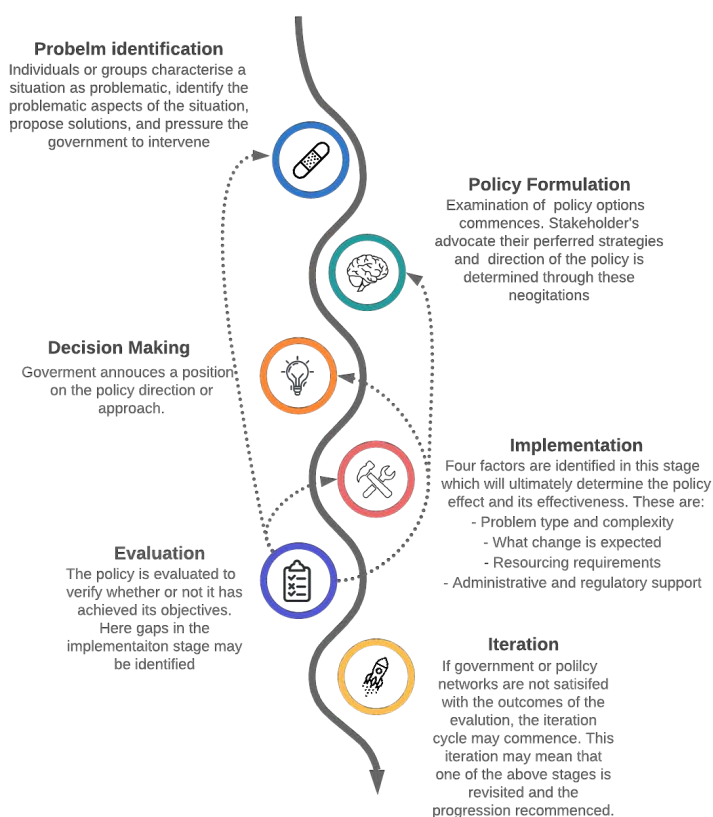 Probelm identification
Individuals or groups characterise a
situation as problematic, identify the
problematic aspects of the situation,
propose solutions, and pressure the
government to intervene
Policy Formulation
Examination of policy options
commences. Stakeholder's
advocate their perferred strategies
and direction of the policy is
determined through these
neogitations
Decision Making
Goverment annouces a position
on the policy direction or
approach.
Implementation
Four factors are identified in this stage
which will ultimately determine the policy
effect and its effectiveness. These are:
- Problem type and complexity
- What change is expected
- Resourcing requirements
- Administrative and regulatory support
Evaluation
The policy is evaluated to
verify whether or not it has
achieved its objectives.
Here gaps in the
implementaiton stage may
be identified
Iteration
If government or polilcy
networks are not satisifed
with the outcomes of the
evalution, the iteration
cycle may commence. This
iteration may mean that
one of the above stages is
revisited and the
progression recommenced.